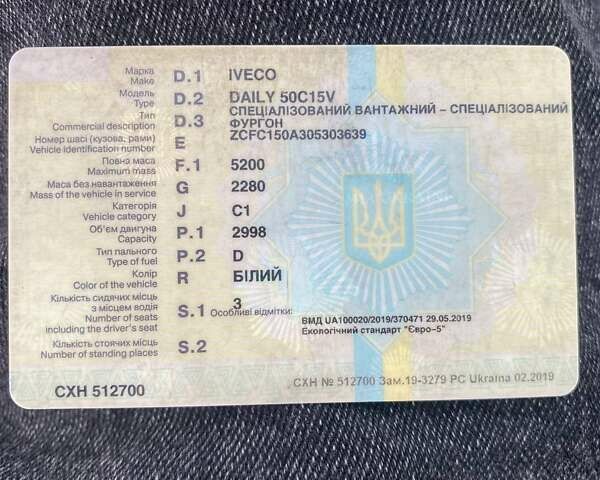 Марка D.1 IVECO
Make
Модель D.2 DAILY 50C15V
Type
Тип D.3 СПЕЦІАЛІЗОВАНИЙ ВАНТАЖНИЙ – СПЕЦІАЛІЗОВАНИЙ
Commercial description ФУРГОН
Номер шасі (кузова, рами) E ZCFC150A305303639
Vehicle identification number
Повна маса F.1 5200
Maximum mass
Маса без навантаження G 2280
Mass of the vehicle in service
Категорія J C1
Vehicle category
Об'єм двигуна P.1 2998
Capacity
Тип пального P.2 D
Type of fuel
Колір R БІЛИЙ
Color of the vehicle
Кількість сидячих місць 3
з місцем водія S.1 Особливі відмітки:
Number of seats ВМД UA100020/2019/370471 29.05.2019
including the driver's seat Екологічний стандарт "Євро-5"
Кількість стоячих місць S.2
Number of standing places
СХН 512700
СХН № 512700 Зам.19-3279 РС Ukraina 02.2019